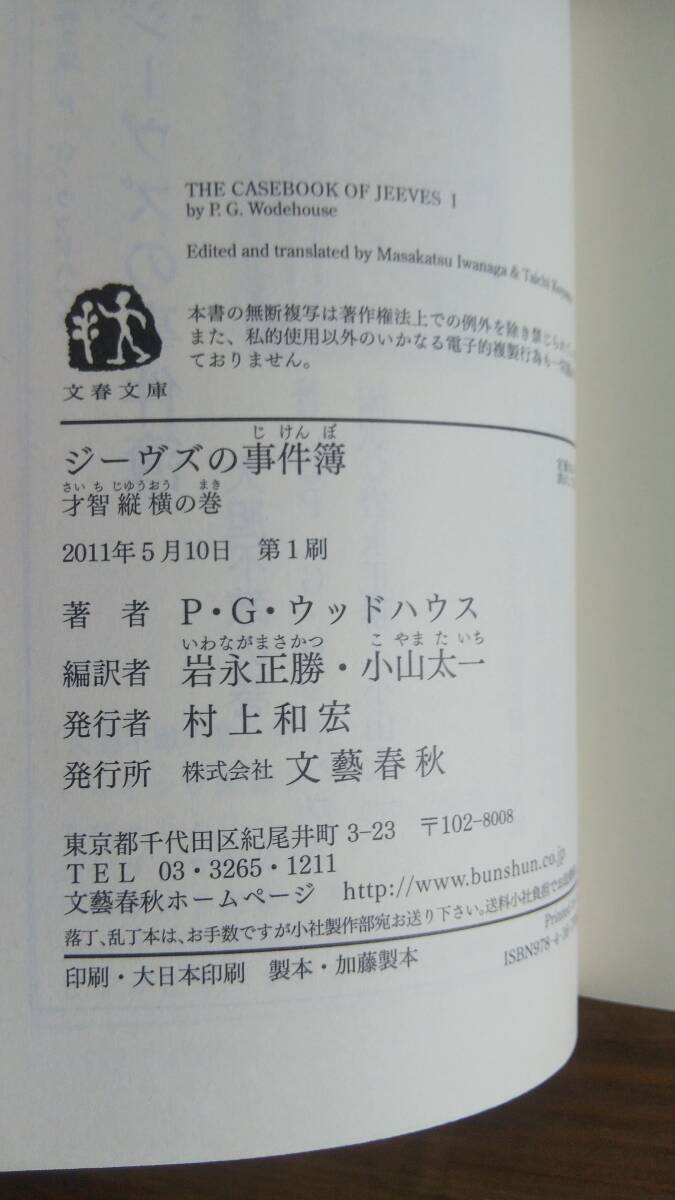 THE CASEBOOK OF JEEVES 1
by P. G. Wodehouse
Edited and translated by Masakatsu Iwanaga & Taichi
本書の無断複写は著作権法上での例外を除き禁じられ
また、私的使用以外のいかなる電子的複製行為も一切
ておりません。
文春文庫
じけんぼ
ジーヴズの事件簿
さいちじゆうおう まき
才智縦横の巻
2011年5月10日 第1刷
著者 P・G・ウッドハウス
いわながまさかつ こやまたいち
編訳者 岩永正勝・小山太一
発行者 村上和宏
発行所 株式会社 文藝春秋
東京都千代田区紀尾井町 3-23 〒102-8008
TEL 03・3265・1211
文藝春秋ホームページ http://www.bunshun.co.jp
落丁、乱丁本は、お手数ですが小社製作部宛お送り下さい。送料小社負担でお
印刷・大日本印刷 製本・加藤製本
Printed
ISBN978-4-16